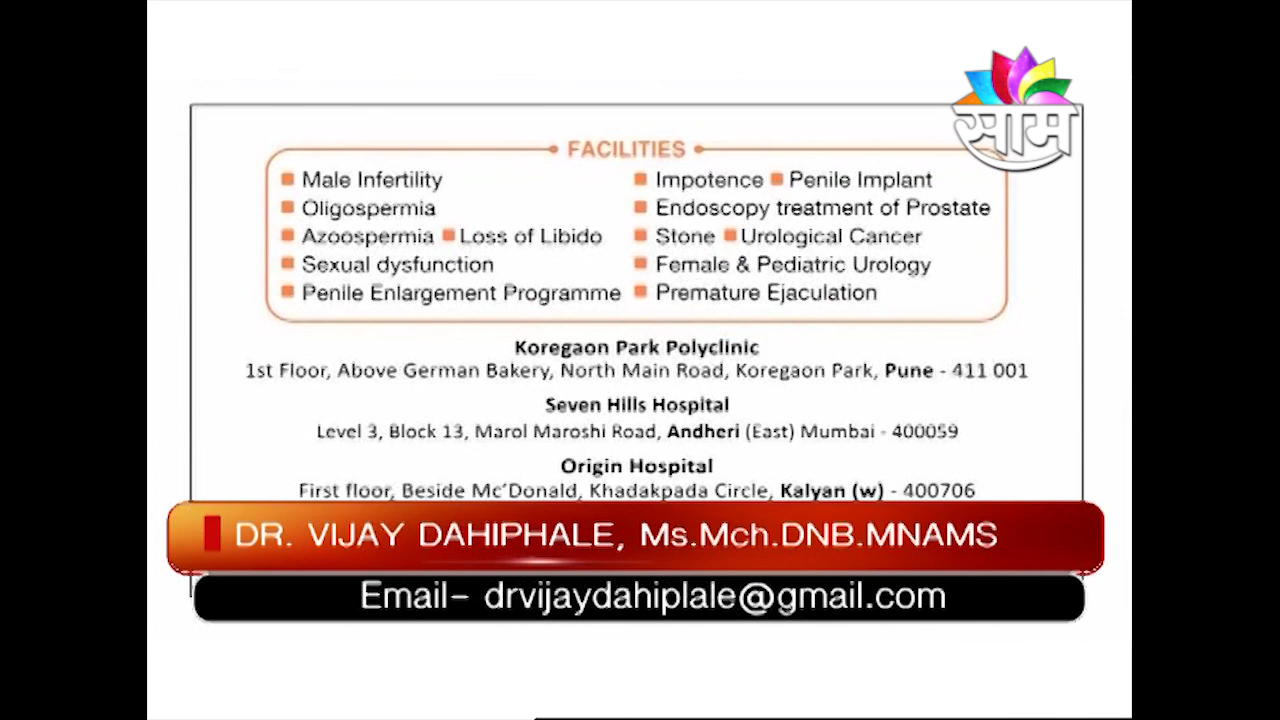 साम
FACILITIES
Male Infertility
Oligospermia
Azoospermia Loss of Libido
Sexual dysfunction
Penile Enlargement Programme
Impotence Penile Implant
Endoscopy treatment of Prostate
Stone Urological Cancer
Female & Pediatric Urology
Premature Ejaculation
Koregaon Park Polyclinic
1st Floor, Above German Bakery, North Main Road, Koregaon Park, Pune - 411 001
Seven Hills Hospital
Level 3, Block 13, Marol Maroshi Road, Andheri (East) Mumbai - 400059
Origin Hospital
First floor, Beside Mc'Donald, Khadakpada Circle, Kalyan (w) - 400706
DR. VIJAY DAHIPHALE, Ms.Mch.DNB.MNAMS
Email- drvijaydahiplale@gmail.com